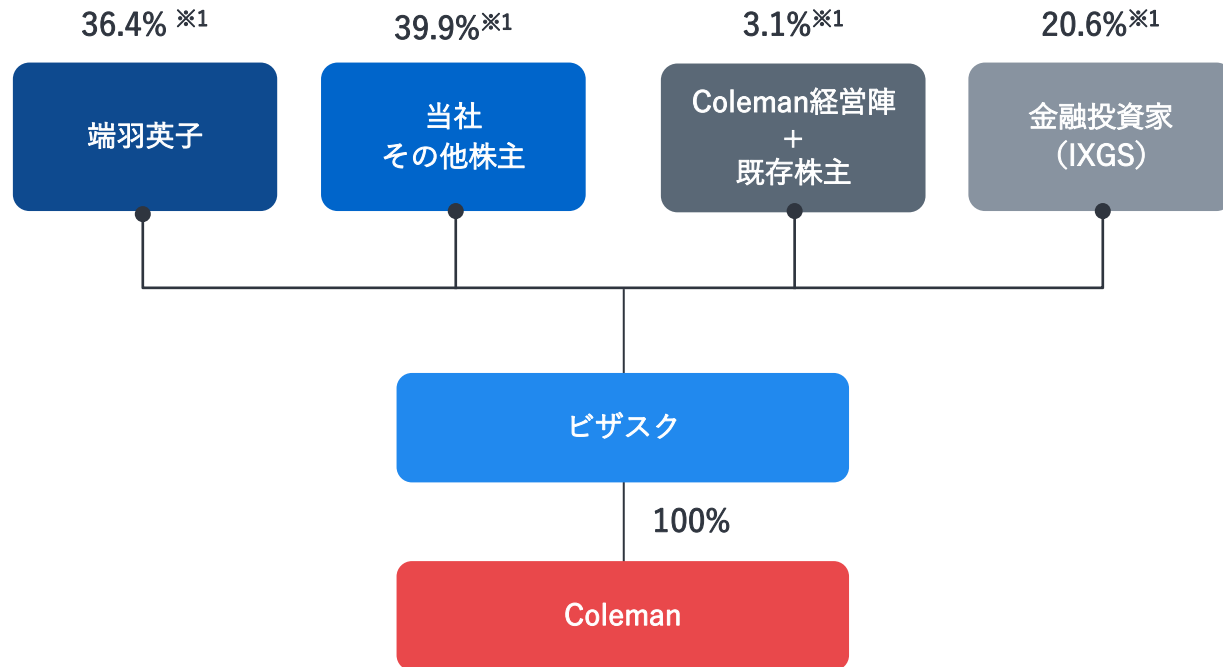 36.4% ※1
39.9%※1
3.1%※1
20.6%※1
端羽英子
当社
その他株主
Coleman経営陣
+
既存株主
金融投資家
（IXGS）
ビザスク
100%
Coleman